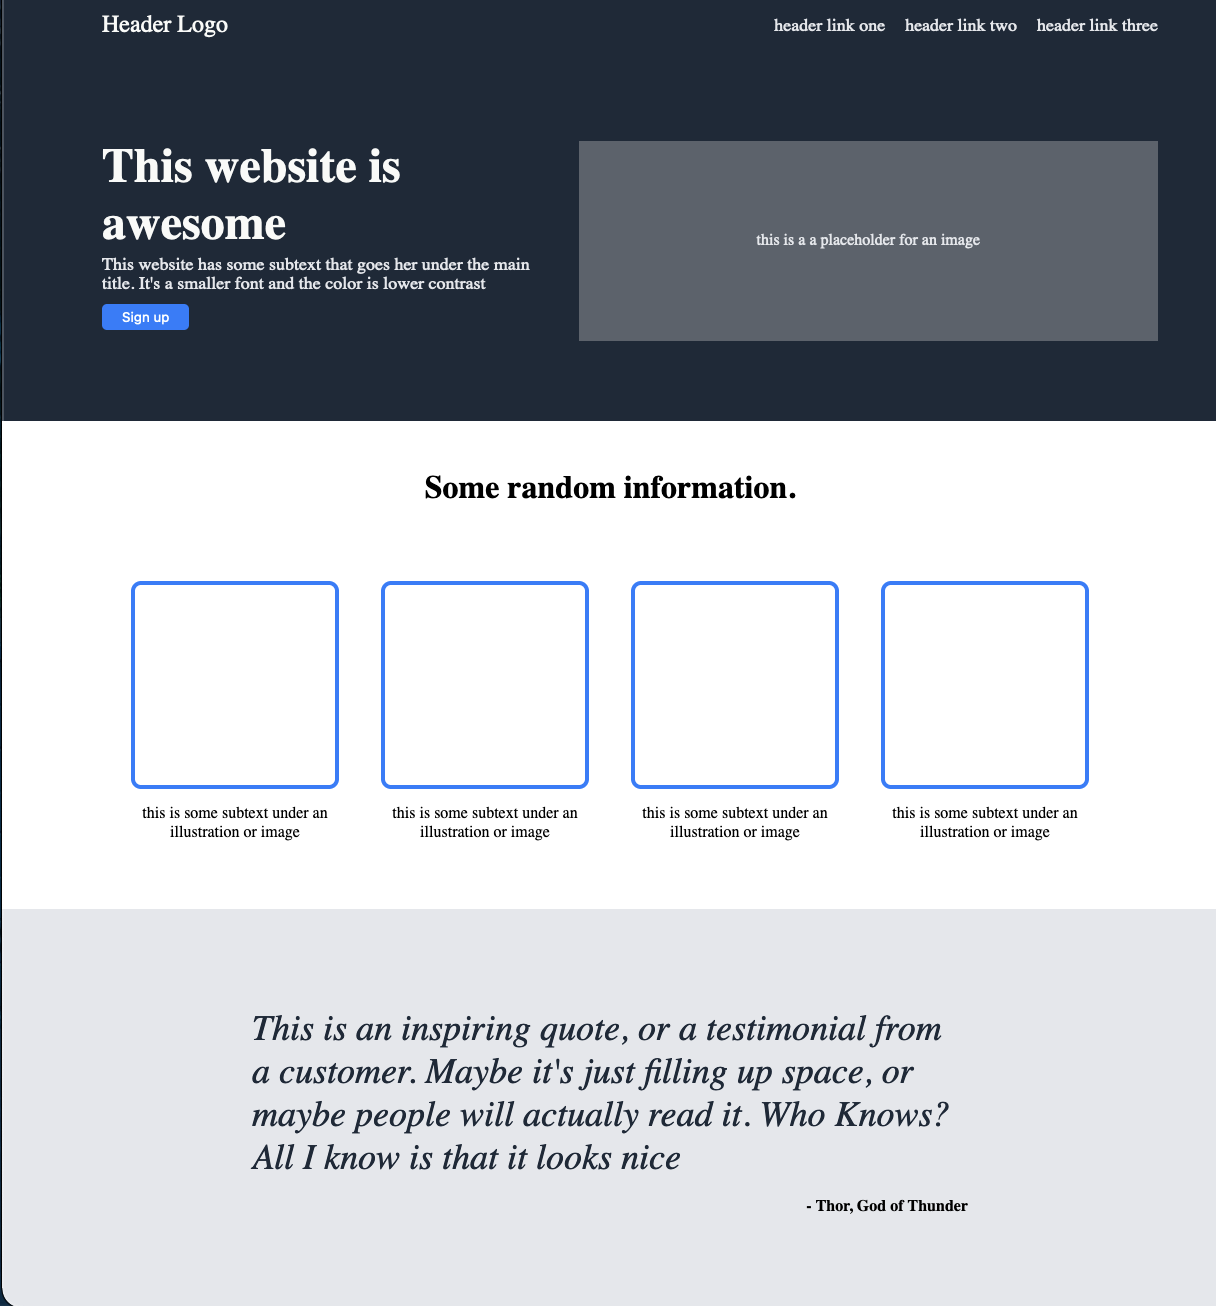 Header Logo
header link one header link two header link three
This website is
awesome
This website has some subtext that goes her under the main
title. It's a smaller font and the color is lower contrast
Sign up
this is a a placeholder for an image
Some random information.
this is some subtext under an
illustration or image
this is some subtext under an
illustration or image
this is some subtext under an
illustration or image
this is some subtext under an
illustration or image
This is an inspiring quote, or a testimonial from
a customer. Maybe it's just filling up space, or
maybe people will actually read it. Who Knows?
All I know is that it looks nice
- Thor, God of Thunder